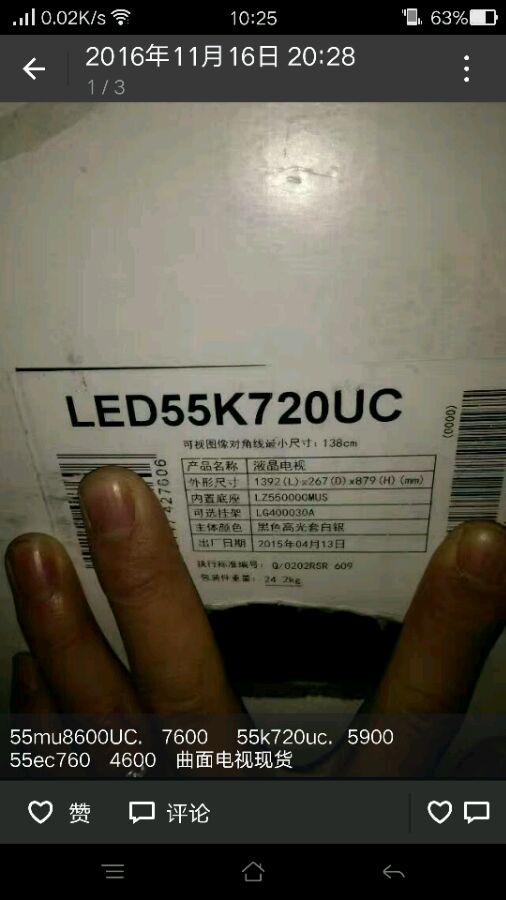 0.02K/s 10:25 63%
2016年11月16日 20:28
1 / 3
LED55K720UC
(0000)
可视图像对角线最小尺寸：138cm
产品名称 液晶电视
外形尺寸 1392(L)x267(D)x879(H)(mm)
内置底座 LZ550000MUS
可选挂架 LG400030A
主体颜色 黑色高光套白银
出厂日期 2015年04月13日
执行标准编号：Q/0202RSR 609
包装件重量：24.2kg
55mu8600UC. 7600 55k720uc. 5900
55ec760 4600 曲面电视现货
赞 评论